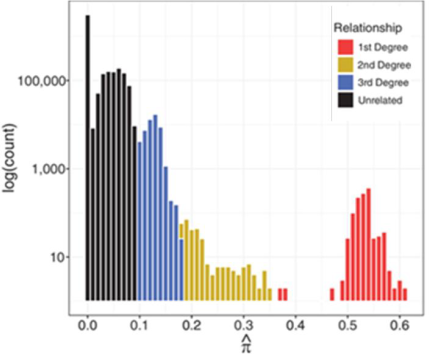 Relationship
1st Degree
2nd Degree
3rd Degree
Unrelated
log(count)
100,000
1,000
10
0.0 0.1 0.2 0.3 0.4 0.5 0.6
π̂